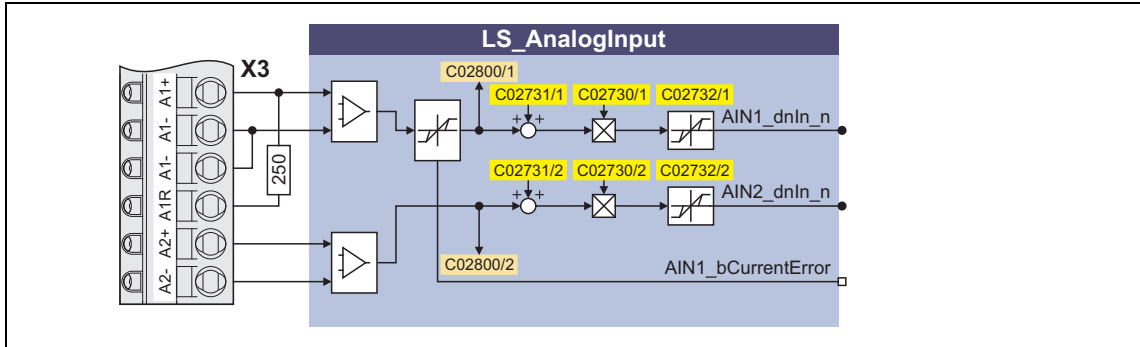 LS_AnalogInput
X3
C02800/1
C02731/1 C02730/1 C02732/1
A1+
AIN1_dnIn_n
+ +
A1-
A1-
250
C02731/2 C02730/2 C02732/2
A1R
AIN2_dnIn_n
+ +
A2+
C02800/2
AIN1_bCurrentError
A2-